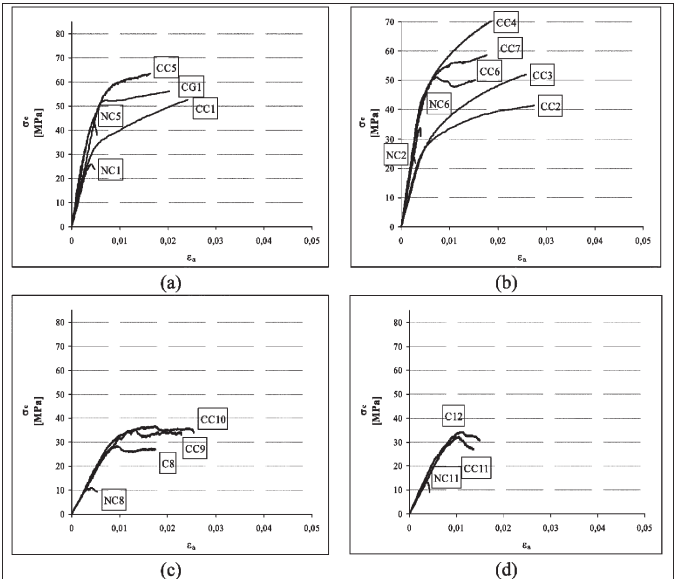 80
70
60
50
40
30
20
10
0
σc
[MPa]
CC5
CG1
CC1
NC5
NC1
0 0,01 0,02 0,03 0,04 0,05
εa
(a)
70
60
50
40
30
20
10
0
σc
[MPa]
CC4
CC7
CC6
CC3
NC6
CC2
NC2
0 0,01 0,02 0,03 0,04 0,05
εa
(b)
80
70
60
50
40
30
20
10
0
σc
[MPa]
CC10
CC9
C8
NC8
0 0,01 0,02 0,03 0,04 0,05
εa
(c)
80
70
60
50
40
30
20
10
0
σc
[MPa]
C12
CC11
NC11
0 0,01 0,02 0,03 0,04 0,05
εa
(d)